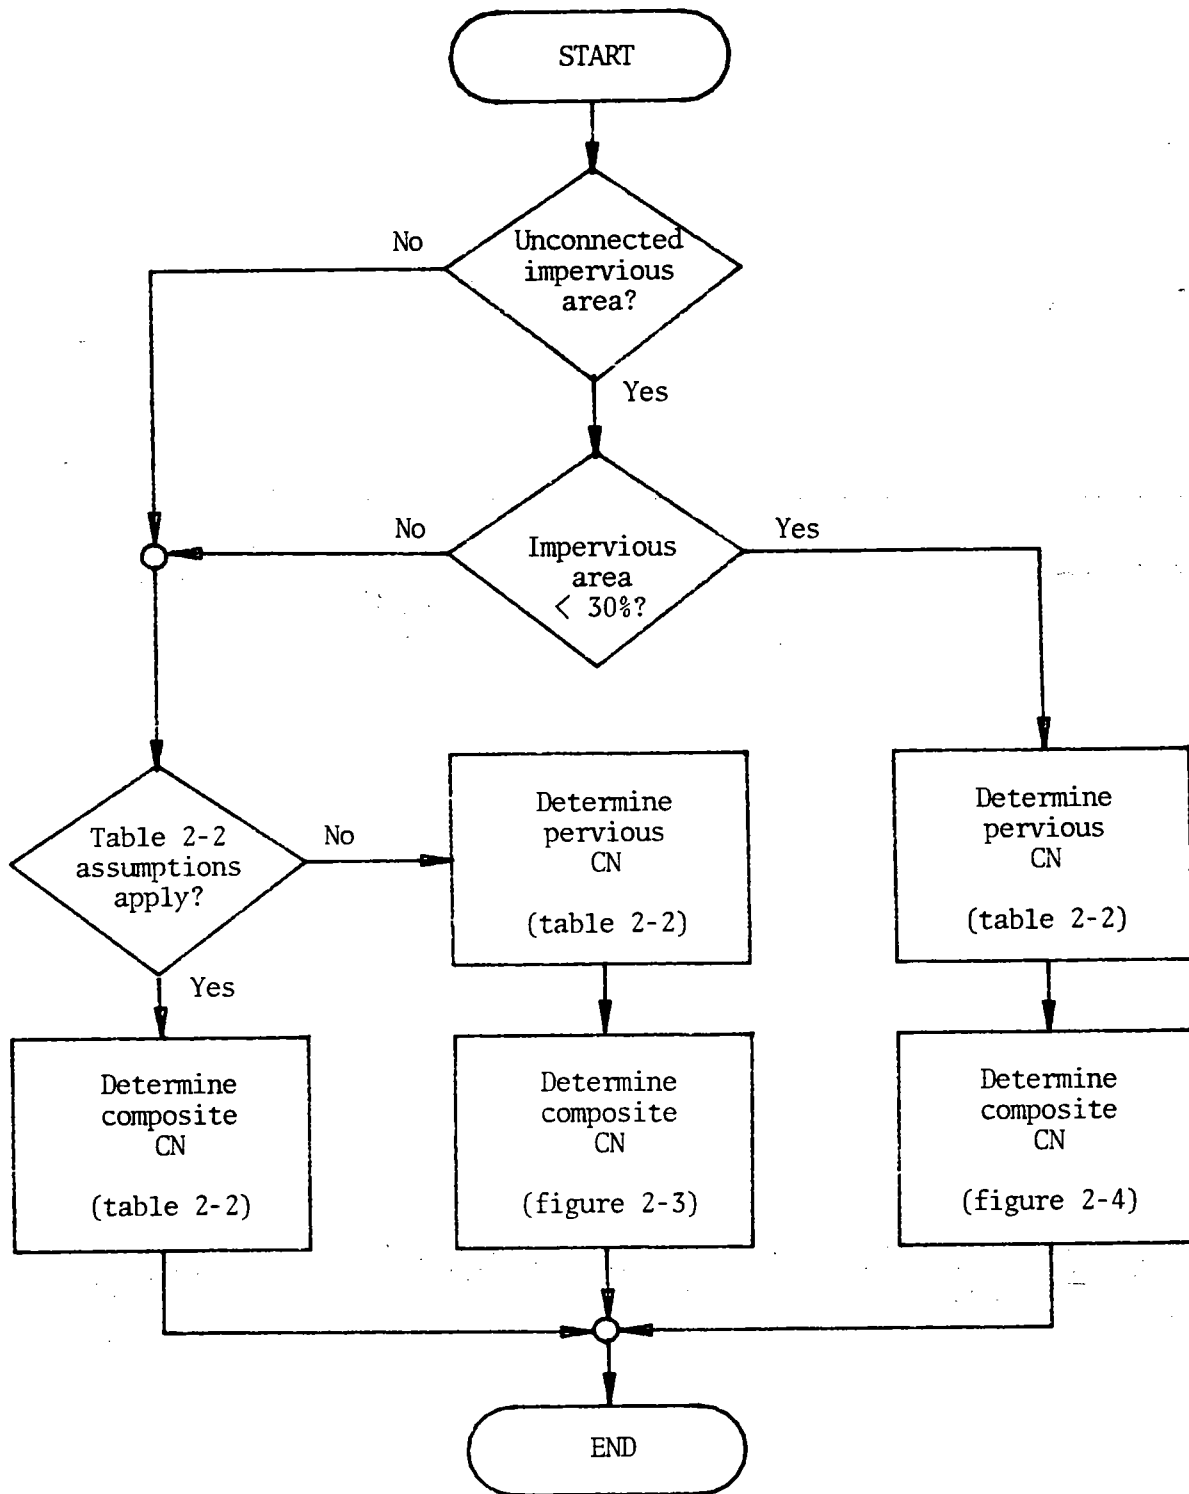 START
No
Unconnected
impervious
area?
Yes
No
Impervious
area
< 30%?
Yes
Table 2-2
assumptions
apply?
No
Yes
Determine
pervious
CN
(table 2-2)
Determine
pervious
CN
(table 2-2)
Determine
composite
CN
(table 2-2)
Determine
composite
CN
(figure 2-3)
Determine
composite
CN
(figure 2-4)
END